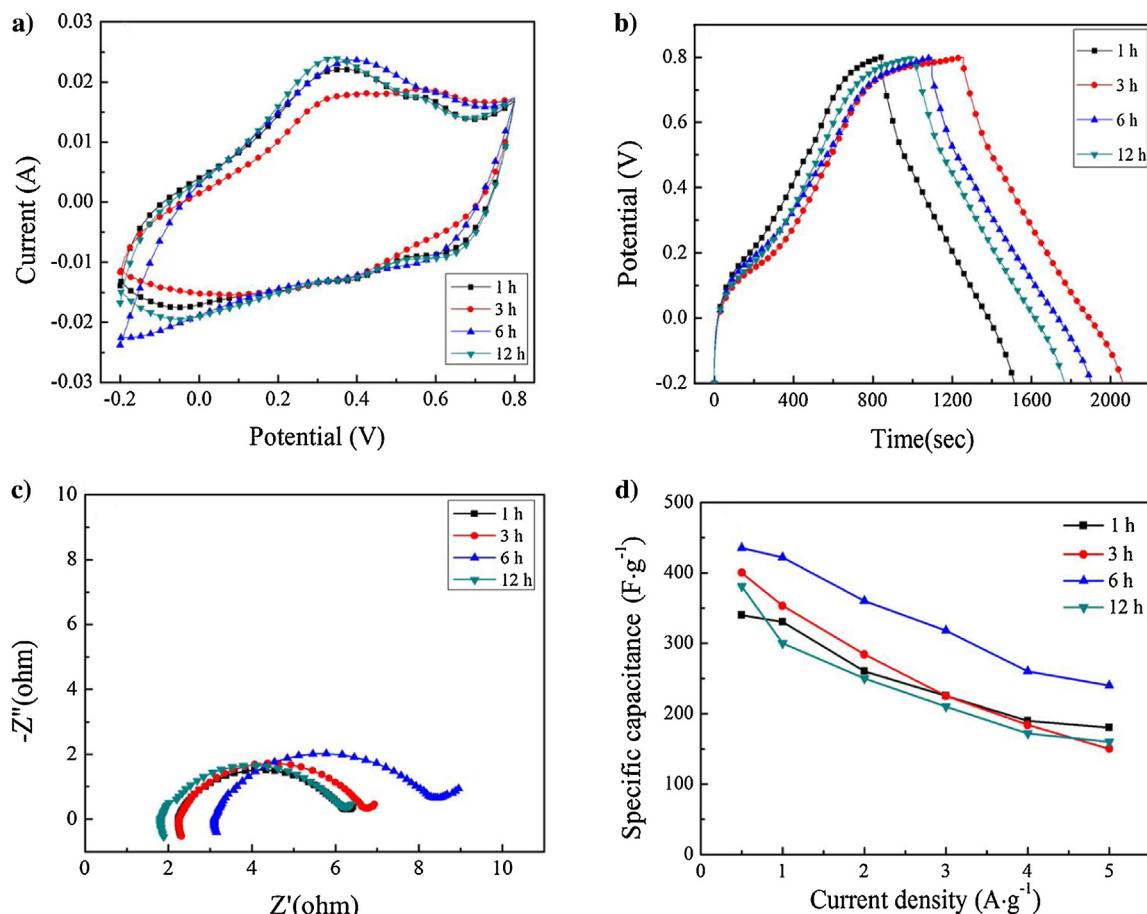 a)
0.03
0.02
0.01
0.00
-0.01
-0.02
-0.03
Current (A)
-0.2 0.0 0.2 0.4 0.6 0.8
Potential (V)
1 h
3 h
6 h
12 h
b)
1.0
0.8
0.6
0.4
0.2
0.0
-0.2
Potential (V)
0 400 800 1200 1600 2000
Time(sec)
1 h
3 h
6 h
12 h
c)
10
8
6
4
2
0
-Z"(ohm)
0 2 4 6 8 10
Z'(ohm)
1 h
3 h
6 h
12 h
d)
500
400
300
200
100
0
Specific capacitance (F·g⁻¹)
0 1 2 3 4 5
Current density (A·g⁻¹)
1 h
3 h
6 h
12 h